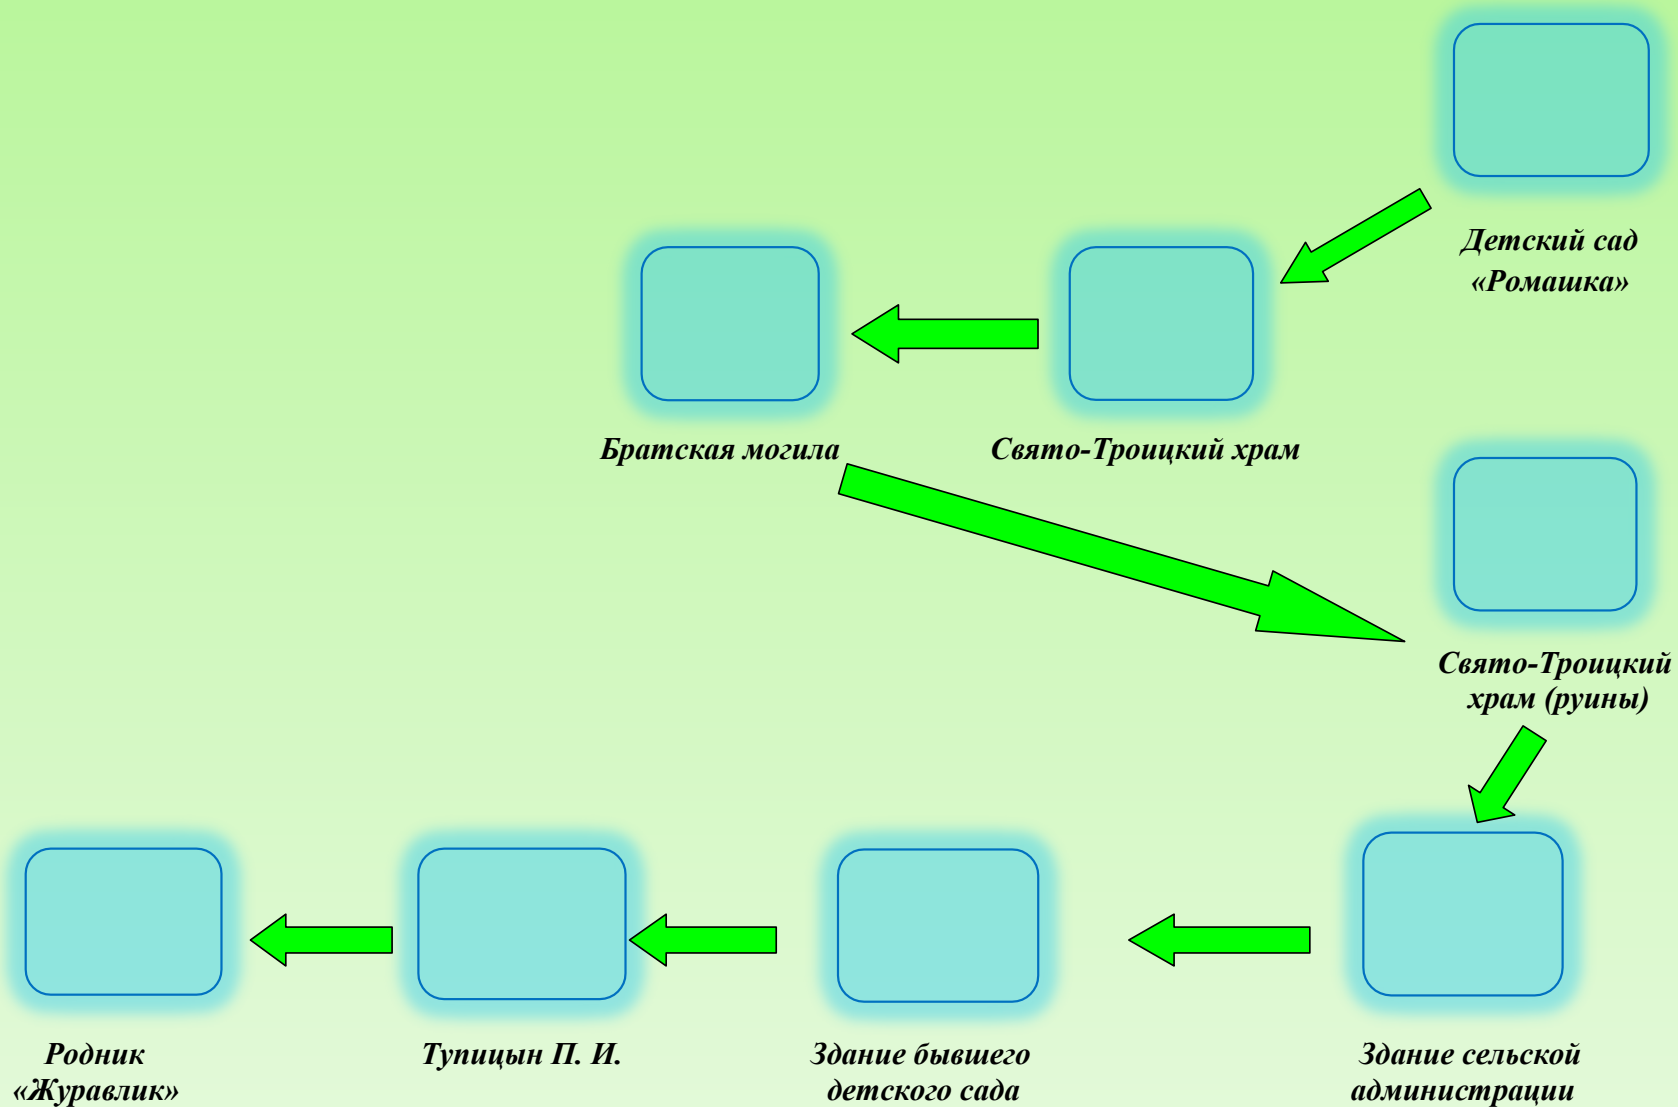 Детский сад
«Ромашка»
Братская могила
Свято-Троицкий храм
Свято-Троицкий
храм (руины)
Родник
«Журавлик»
Тупицын П. И.
Здание бывшего
детского сада
Здание сельской
администрации